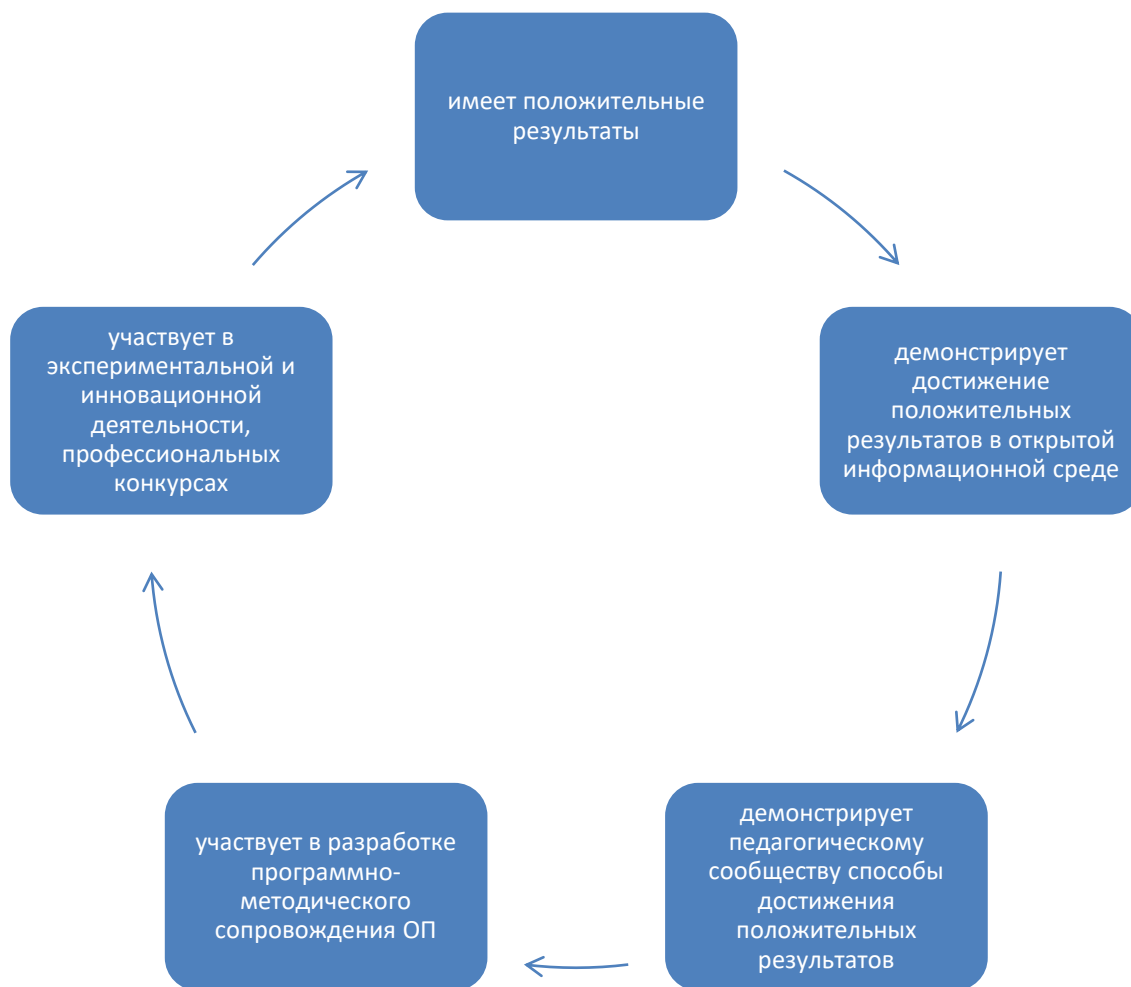 имеет положительные
результаты
демонстрирует
достижение
положительных
результатов в открытой
информационной среде
демонстрирует
педагогическому
сообществу способы
достижения
положительных
результатов
участвует в разработке
программно-
методического
сопровождения ОП
участвует в
экспериментальной и
инновационной
деятельности,
профессиональных
конкурсах